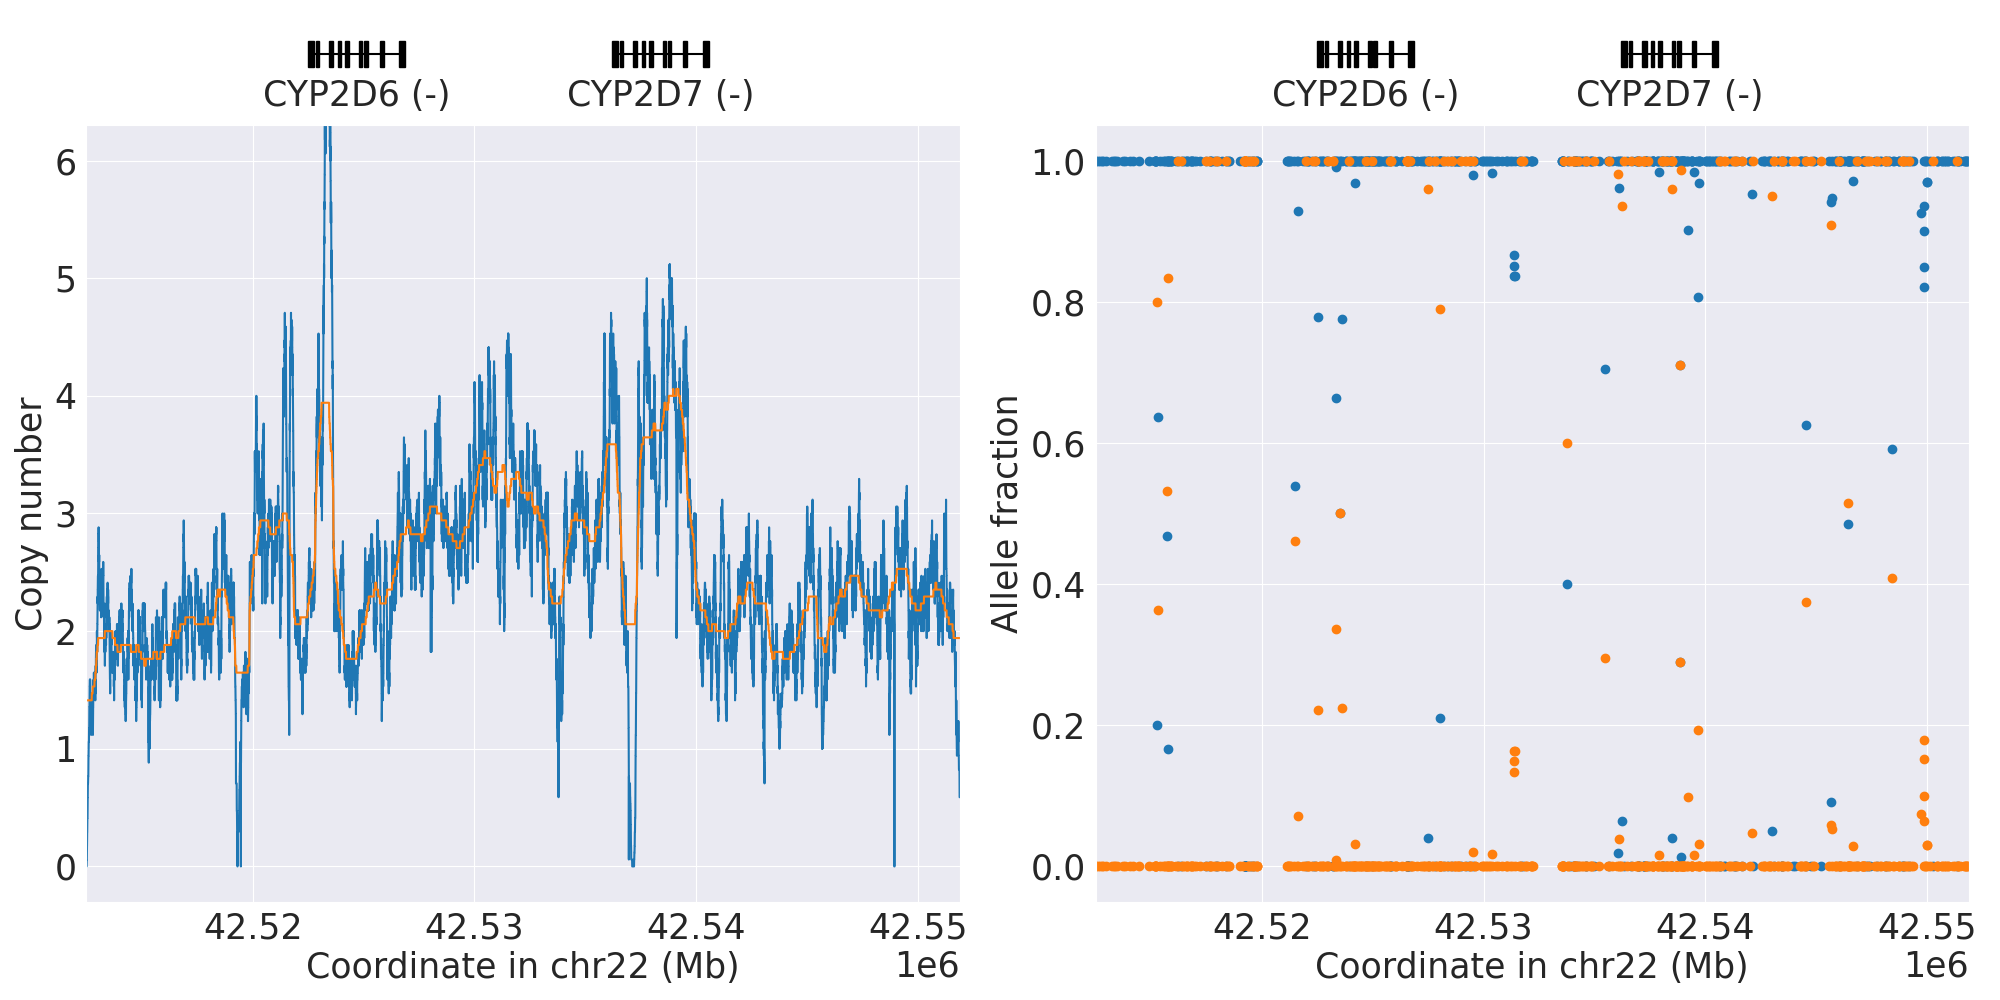 CYP2D6 (-) CYP2D7 (-)
Copy number
6
5
4
3
2
1
0
42.52 42.53 42.54 42.55
Coordinate in chr22 (Mb) 1e6
CYP2D6 (-) CYP2D7 (-)
Allele fraction
1.0
0.8
0.6
0.4
0.2
0.0
42.52 42.53 42.54 42.55
Coordinate in chr22 (Mb) 1e6